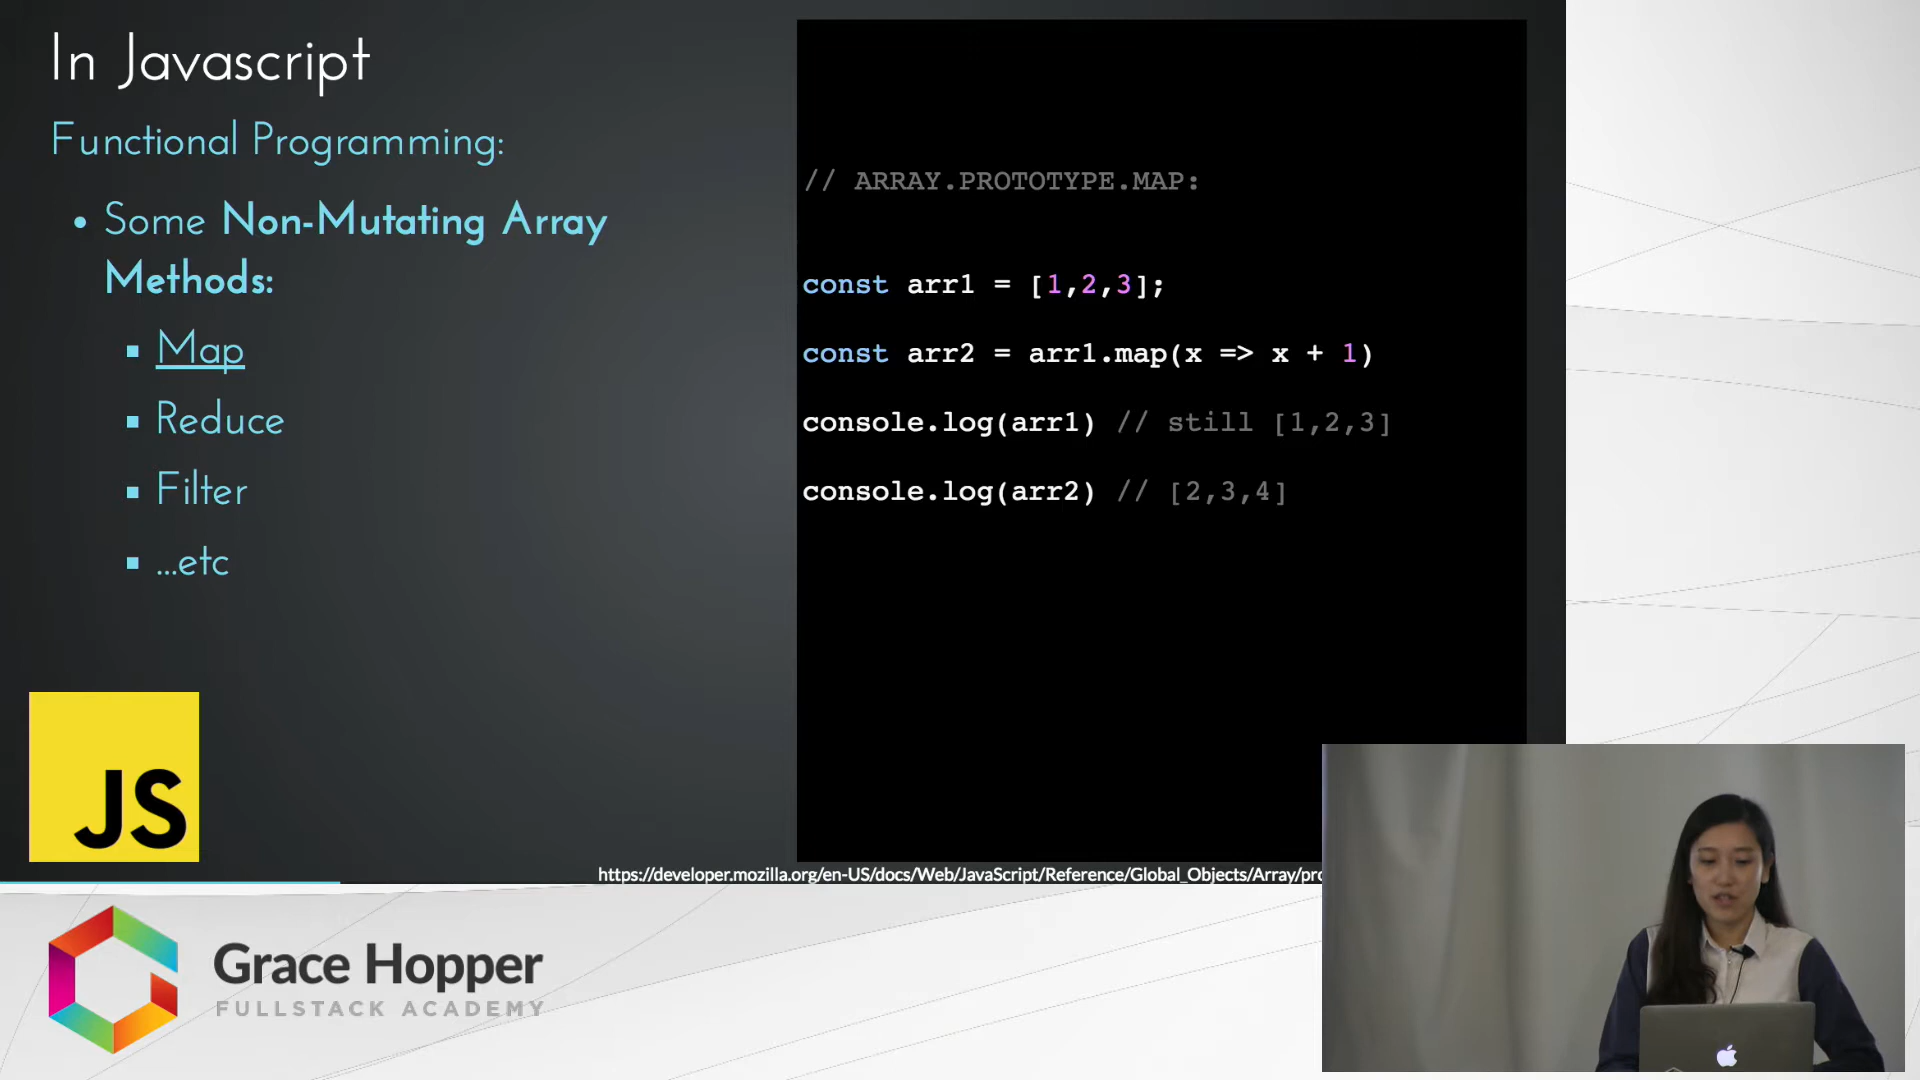 In Javascript
Functional Programming:
• Some Non-Mutating Array
Methods:
▪ Map
▪ Reduce
▪ Filter
▪ ...etc
JS
// ARRAY.PROTOTYPE.MAP:
const arr1 = [1,2,3];
const arr2 = arr1.map(x => x + 1)
console.log(arr1) // still [1,2,3]
console.log(arr2) // [2,3,4]
https://developer.mozilla.org/en-US/docs/Web/JavaScript/Reference/Global_Objects/Array/pro
Grace Hopper
FULLSTACK ACADEMY